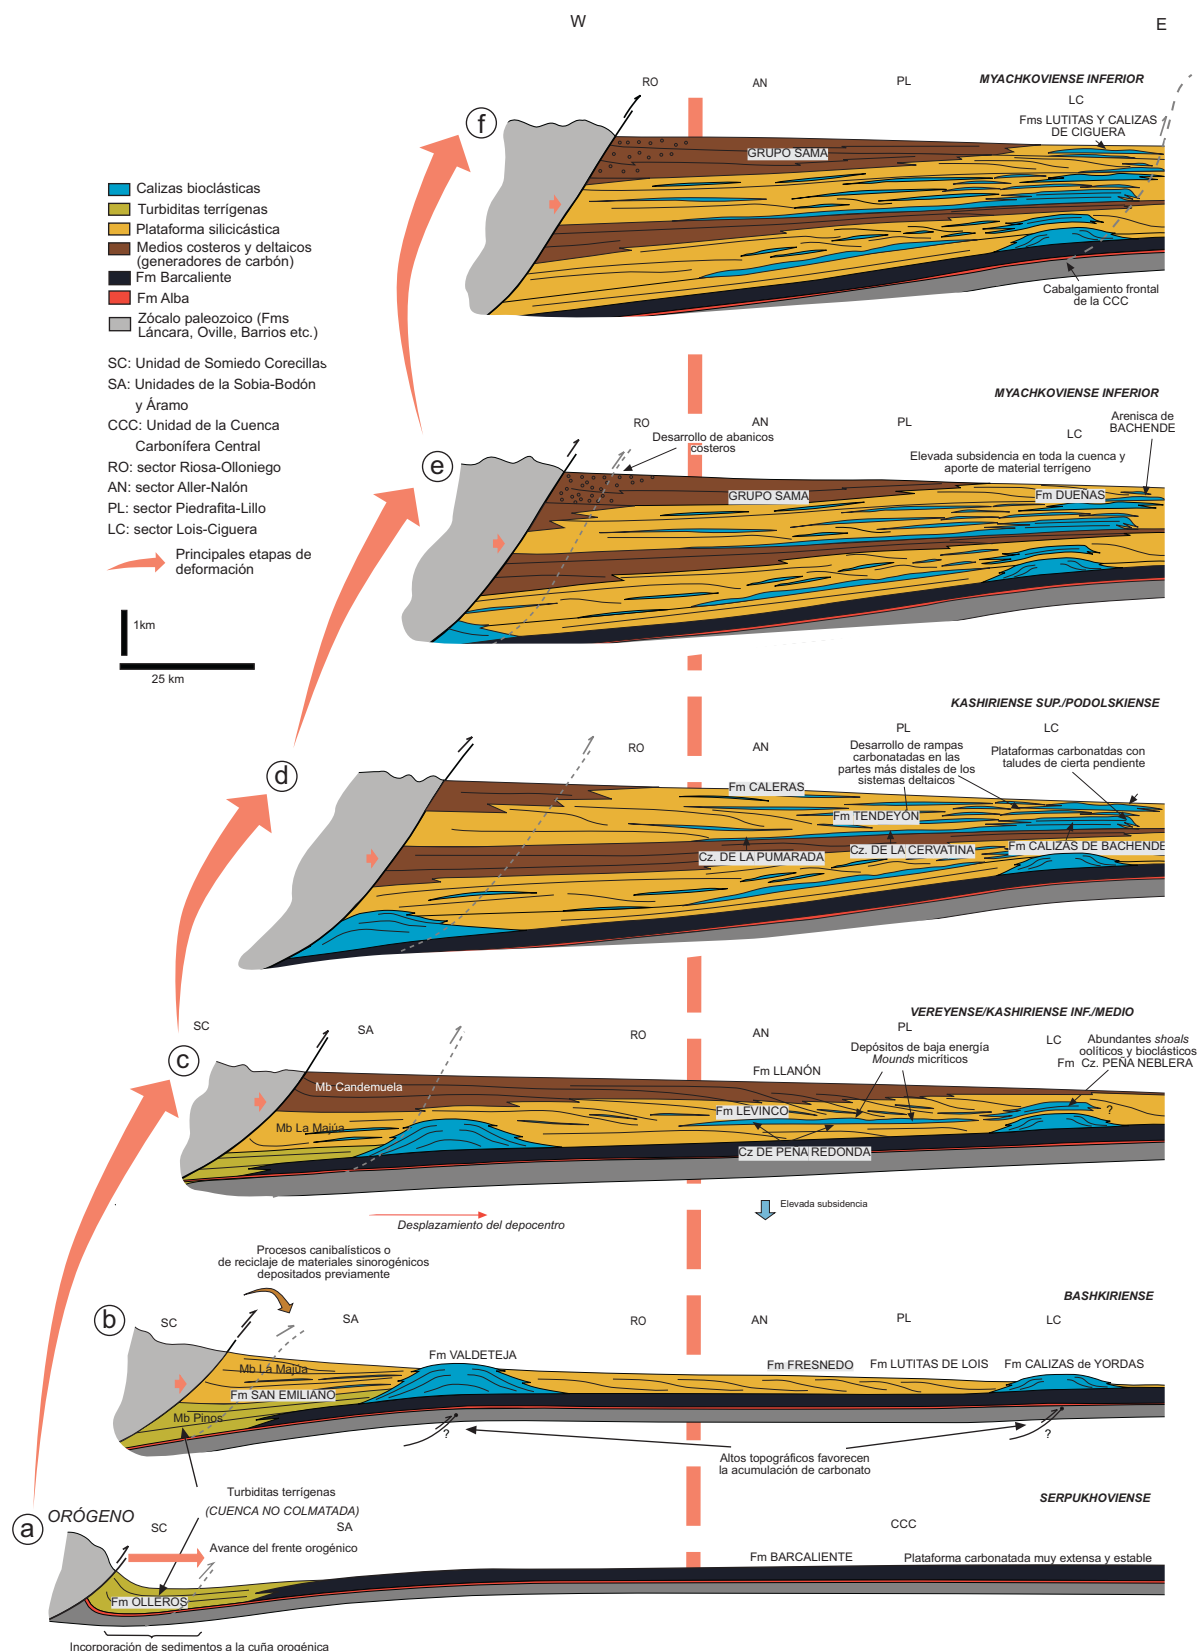 W
E
MYACHKOVIENSE INFERIOR
RO
AN
PL
LC
Fms LUTITAS Y CALIZAS
DE CIGUERA
f
GRUPO SAMA
Cabalgamiento frontal
de la CCC
Calizas bioclásticas
Turbiditas terrígenas
Plataforma silicicástica
Medios costeros y deltaicos
(generadores de carbón)
Fm Barcaliente
Fm Alba
Zócalo paleozoico (Fms
Láncara, Oville, Barrios etc.)
SC: Unidad de Somiedo Corecillas
SA: Unidades de la Sobia-Bodón
y Áramo
CCC: Unidad de la Cuenca
Carbonífera Central
RO: sector Riosa-Olloniego
AN: sector Aller-Nalón
PL: sector Piedrafita-Lillo
LC: sector Lois-Ciguera
Principales etapas de
deformación
1km
25 km
MYACHKOVIENSE INFERIOR
RO
AN
PL
LC
Arenisca de
BACHENDE
Desarrollo de abanicos
costeros
Elevada subsidencia en toda la cuenca y
aporte de material terrígeno
e
GRUPO SAMA
Fm DUEÑAS
KASHIRIENSE SUP./PODOLSKIENSE
RO
AN
PL
LC
Desarrollo de rampas
carbonatadas en las
partes más distales de los
sistemas deltaicos
Plataformas carbonatdas con
taludes de cierta pendiente
d
Fm CALERAS
Fm TENDEYÓN
Cz. DE LA PUMARADA
Cz. DE LA CERVATINA
Fm CALIZAS DE BACHENDE
VEREYENSE/KASHIRIENSE INF./MEDIO
SC
SA
RO
AN
PL
LC
Depósitos de baja energía
Mounds micríticos
Abundantes shoals
oolíticos y bioclásticos
Fm Cz. PEÑA NEBLERA
c
Fm LLANÓN
Mb Candemuela
Mb La Majúa
Fm LEVINCO
?
Cz DE PEÑA REDONDA
Desplazamiento del depocentro
Elevada subsidencia
Procesos canibalísticos o
de reciclaje de materiales sinorogénicos
depositados previamente
BASHKIRIENSE
b
SC
SA
RO
AN
PL
LC
Fm VALDETEJA
Mb La Majúa
Fm FRESNEDO
Fm LUTITAS DE LOIS
Fm CALIZAS de YORDAS
Fm SAN EMILIANO
Mb Pinos
?
?
Altos topográficos favorecen
la acumulación de carbonato
Turbiditas terrígenas
(CUENCA NO COLMATADA)
SERPUKHOVIENSE
a
ORÓGENO
SC
SA
CCC
Avance del frente orogénico
Fm BARCALIENTE
Plataforma carbonatada muy extensa y estable
Fm OLLEROS
Incorporación de sedimentos a la cuña orogénica